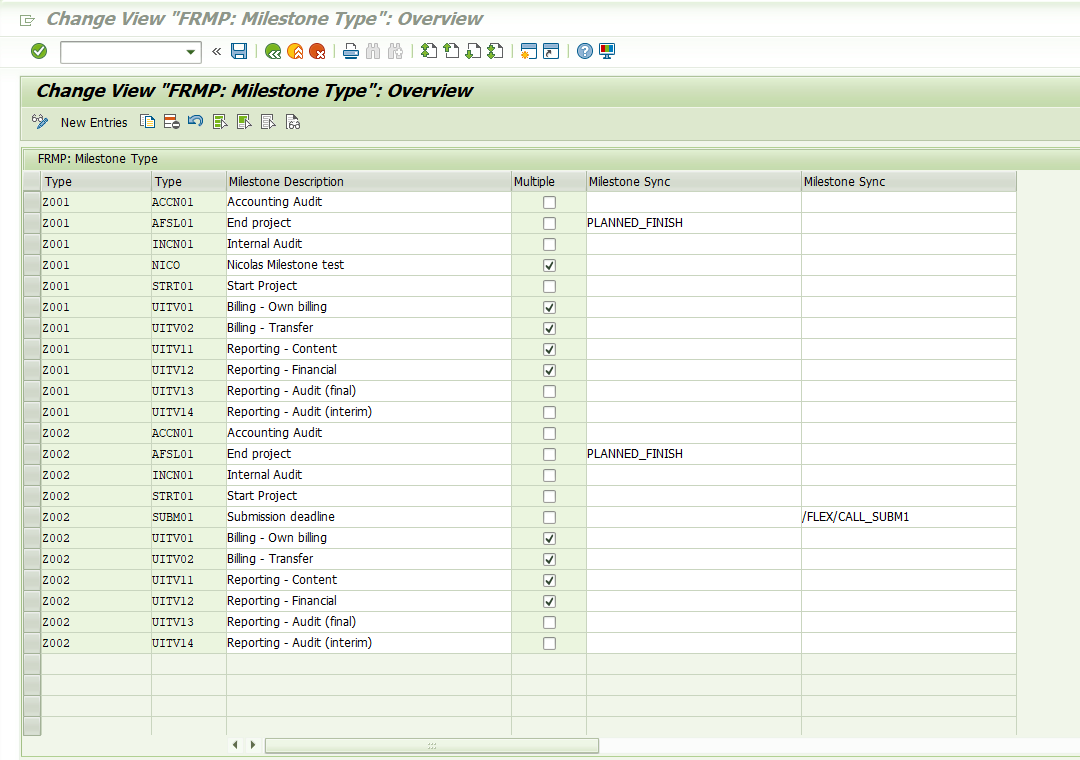 Change View "FRMP: Milestone Type": Overview
Change View "FRMP: Milestone Type": Overview
New Entries
FRMP: Milestone Type
Type Type Milestone Description Multiple Milestone Sync Milestone Sync
Z001 ACCN01 Accounting Audit
Z001 AFSL01 End project PLANNED_FINISH
Z001 INCN01 Internal Audit
Z001 NICO Nicolas Milestone test
Z001 STRT01 Start Project
Z001 UITV01 Billing - Own billing
Z001 UITV02 Billing - Transfer
Z001 UITV11 Reporting - Content
Z001 UITV12 Reporting - Financial
Z001 UITV13 Reporting - Audit (final)
Z001 UITV14 Reporting - Audit (interim)
Z002 ACCN01 Accounting Audit
Z002 AFSL01 End project PLANNED_FINISH
Z002 INCN01 Internal Audit
Z002 STRT01 Start Project
Z002 SUBM01 Submission deadline /FLEX/CALL_SUBM1
Z002 UITV01 Billing - Own billing
Z002 UITV02 Billing - Transfer
Z002 UITV11 Reporting - Content
Z002 UITV12 Reporting - Financial
Z002 UITV13 Reporting - Audit (final)
Z002 UITV14 Reporting - Audit (interim)